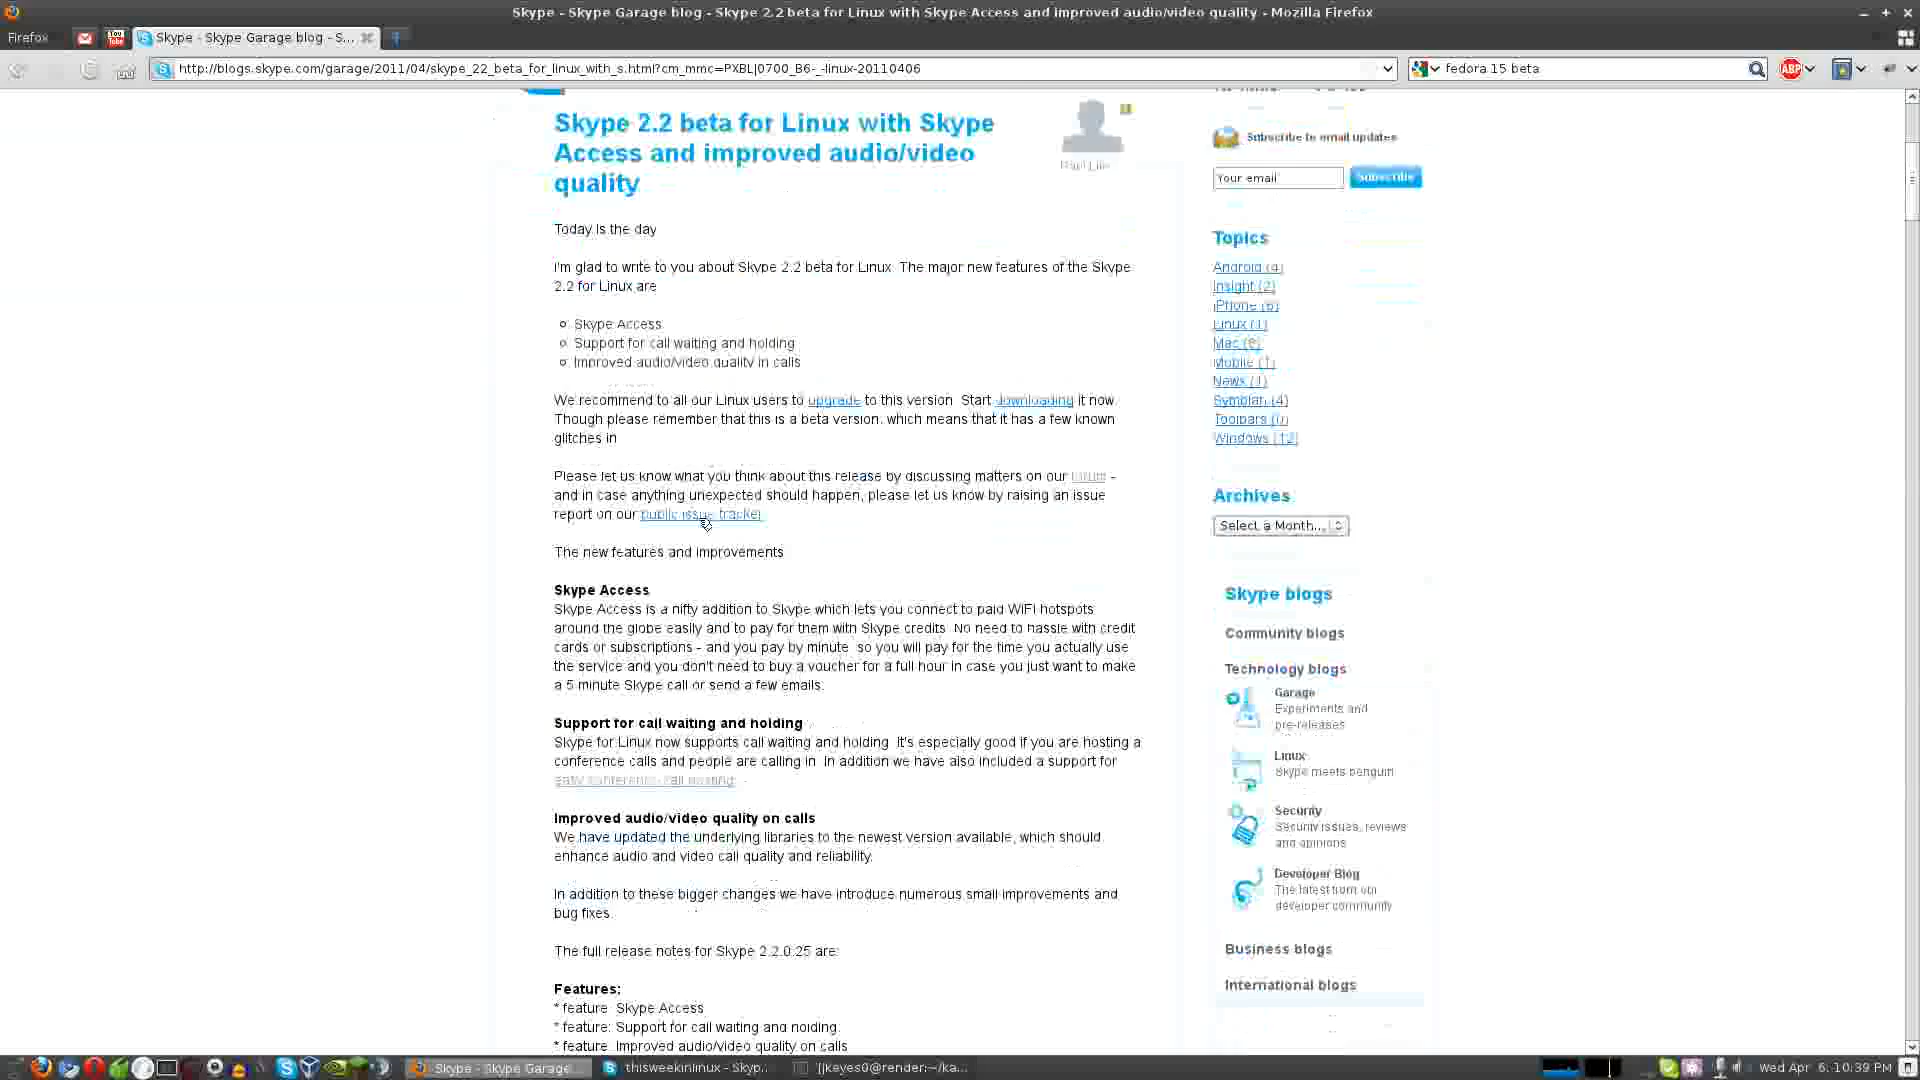 Skype - Skype Garage blog - Skype 2.2 beta for Linux with Skype Access and improved audio/video quality - Mozilla Firefox
Firefox
You Tube
Skype - Skype Garage blog - S...
http://blogs.skype.com/garage/2011/04/skype_22_beta_for_linux_with_s.html?cm_mmc=PXBL|0700_B6-_-linux-20110406
fedora 15 beta
ABP
Skype 2.2 beta for Linux with Skype
Access and improved audio/video
quality
Today is the day
I'm glad to write to you about Skype 2.2 beta for Linux. The major new features of the Skype
2.2 for Linux are
Skype Access
Support for call waiting and holding
Improved audio/video quality in calls
We recommend to all our Linux users to upgrade to this version. Start downloading it now.
Though please remember that this is a beta version, which means that it has a few known
glitches in
Please let us know what you think about this release by discussing matters on our forum -
and in case anything unexpected should happen, please let us know by raising an issue
report on our public issue tracker
The new features and improvements
Skype Access
Skype Access is a nifty addition to Skype which lets you connect to paid WiFi hotspots
around the globe easily and to pay for them with Skype credits. No need to hassle with credit
cards or subscriptions - and you pay by minute, so you will pay for the time you actually use
the service and you don't need to buy a voucher for a full hour in case you just want to make
a 5 minute Skype call or send a few emails.
Support for call waiting and holding
Skype for Linux now supports call waiting and holding. It's especially good if you are hosting a
conference calls and people are calling in. In addition we have also included a support for
easy conference call hosting.
Improved audio/video quality on calls
We have updated the underlying libraries to the newest version available, which should
enhance audio and video call quality and reliability.
In addition to these bigger changes we have introduce numerous small improvements and
bug fixes.
The full release notes for Skype 2.2.0.25 are:
Features:
* feature: Skype Access
* feature: Support for call waiting and holding.
* feature: Improved audio/video quality on calls
Subscribe to email updates
Your email
Subscribe
Topics
Android (4)
Insight (2)
iPhone (6)
Linux (1)
Mac
Mobile (1)
News (1)
Symbian (4)
Toolbars
Windows (12)
Archives
Select a Month...
Skype blogs
Community blogs
Technology blogs
Garage
Experiments and
pre-releases
Linux
Skype meets penguin
Security
Security issues, reviews
and opinions
Developer Blog
The latest from our
developer community
Business blogs
International blogs
Skype - Skype Garage...
thisweekinlinux - Skyp...
[jkeyes0@render:~/ka...
Wed Apr 6, 10:39 PM